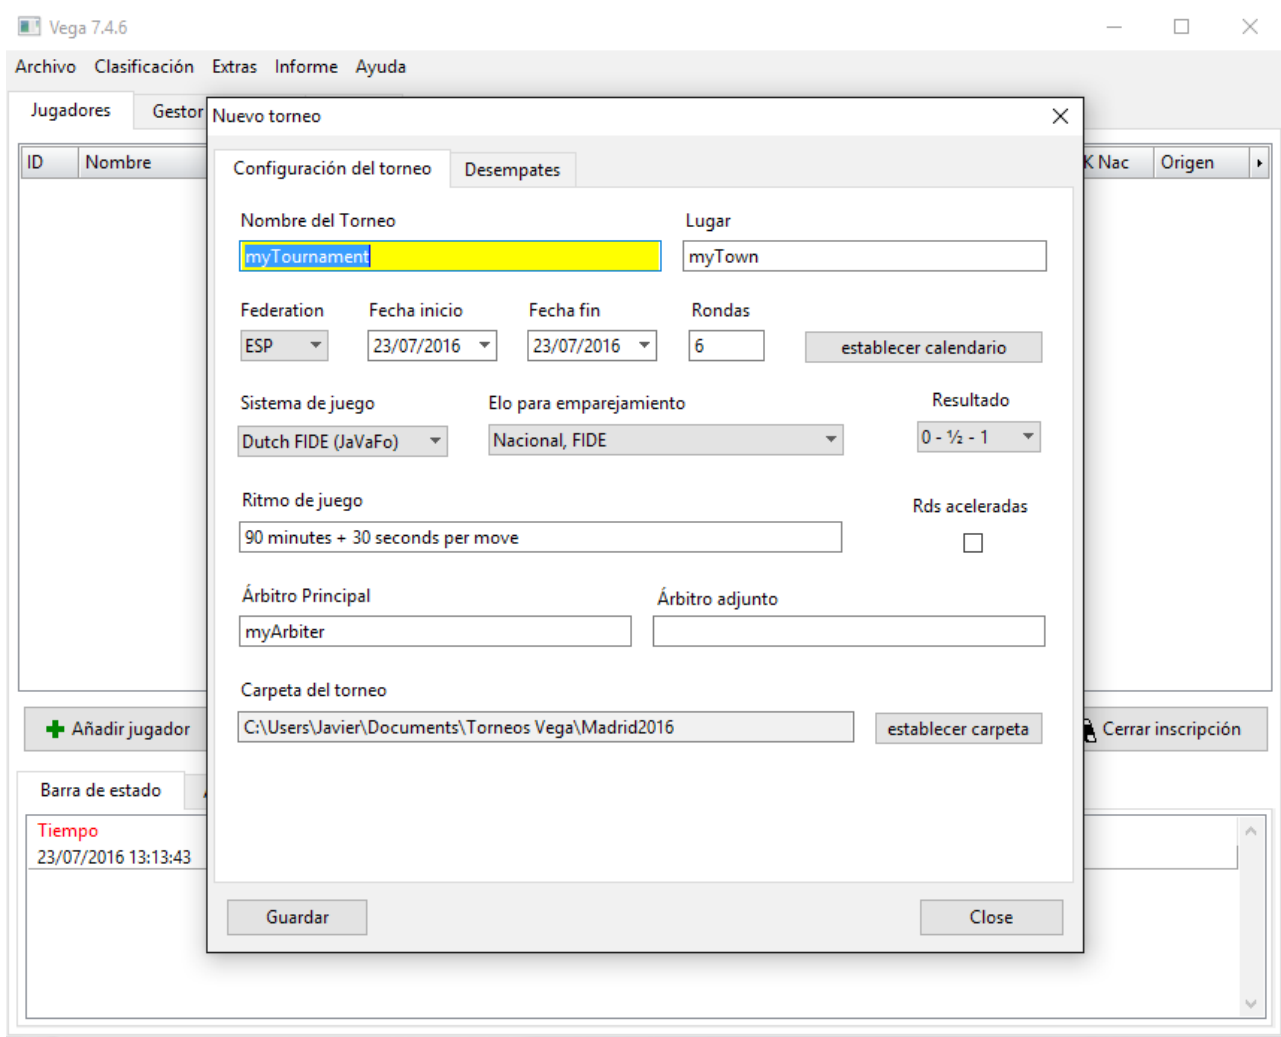 Vega 7.4.6
Archivo Clasificación Extras Informe Ayuda
Jugadores Gestor
Nuevo torneo
ID Nombre K Nac Origen
Configuración del torneo Desempates
Nombre del Torneo Lugar
myTournament myTown
Federation Fecha inicio Fecha fin Rondas
ESP 23/07/2016 23/07/2016 6 establecer calendario
Sistema de juego Elo para emparejamiento Resultado
Dutch FIDE (JaVaFo) Nacional, FIDE 0 - ½ - 1
Ritmo de juego Rds aceleradas
90 minutes + 30 seconds per move
Árbitro Principal Árbitro adjunto
myArbiter
Carpeta del torneo
C:\Users\Javier\Documents\Torneos Vega\Madrid2016 establecer carpeta
Añadir jugador Cerrar inscripción
Barra de estado
Tiempo
23/07/2016 13:13:43
Guardar Close